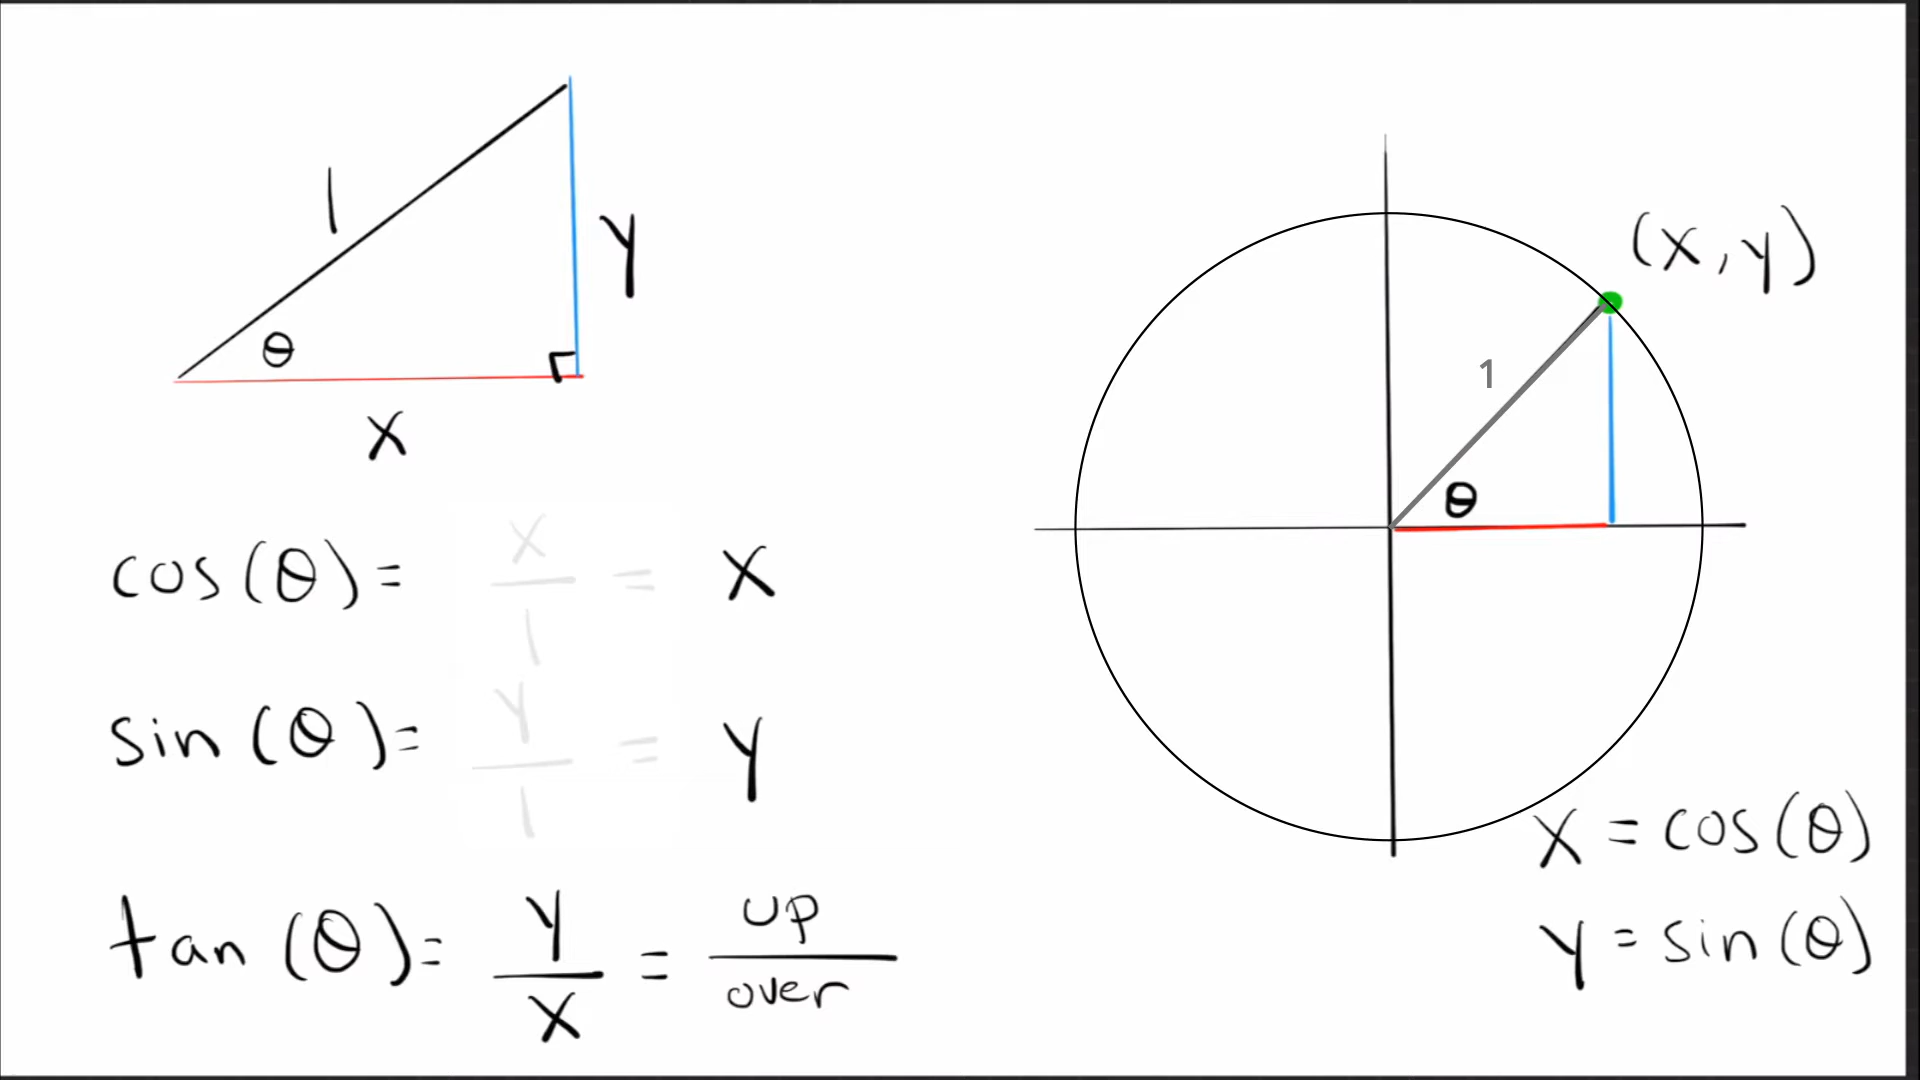 1
y
θ
x
cos(θ)= x/1 = x
sin(θ)= y/1 = y
tan(θ)= y/x = up/over
(x,y)
1
θ
x = cos(θ)
y = sin(θ)